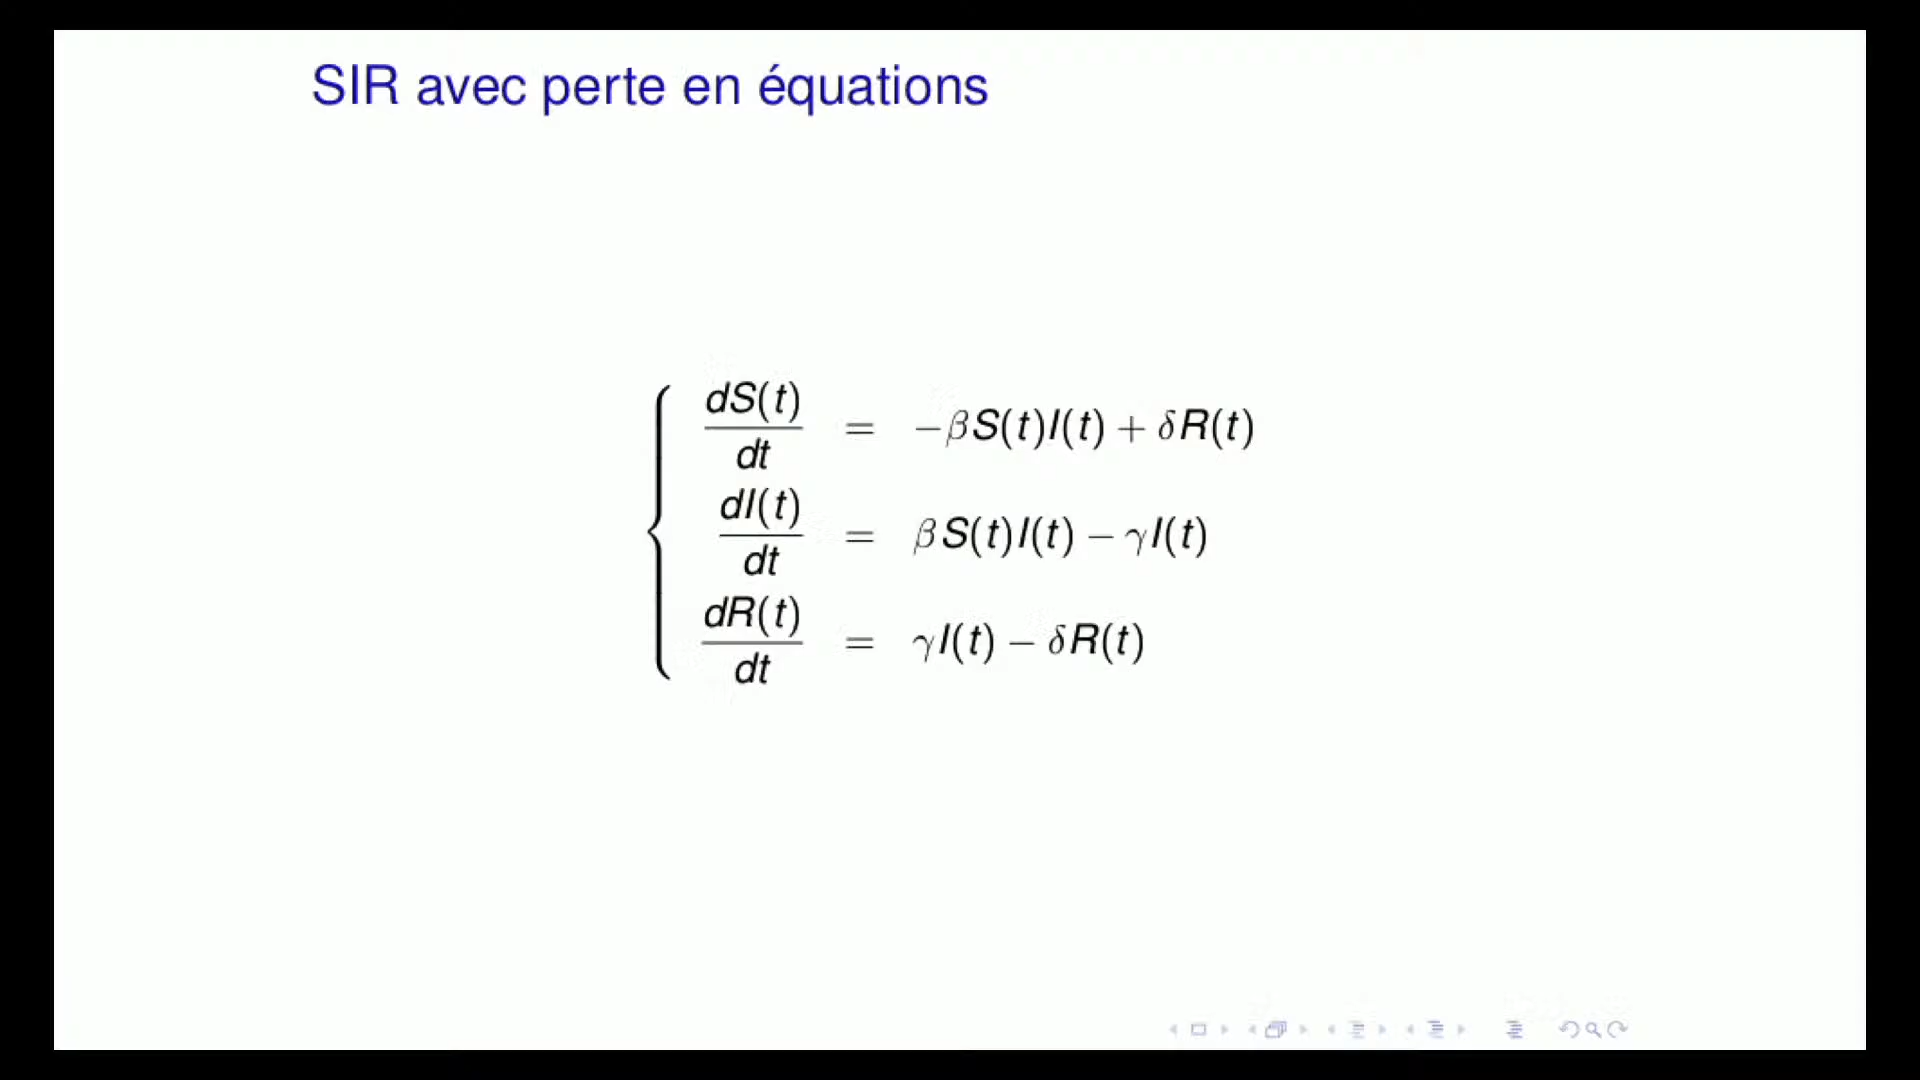 SIR avec perte en équations
dS(t)/dt = −βS(t)I(t) + δR(t)
dI(t)/dt = βS(t)I(t) − γI(t)
dR(t)/dt = γI(t) − δR(t)